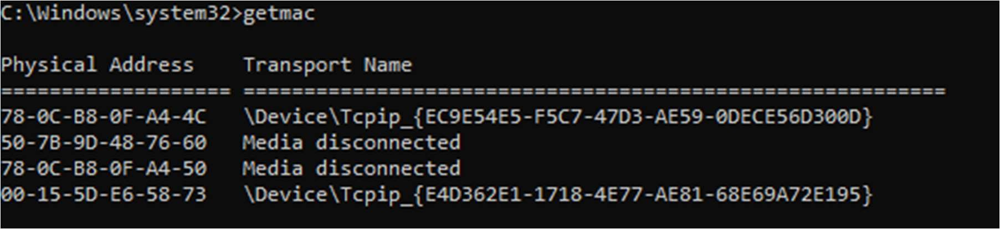 C:\Windows\system32>getmac
Physical Address    Transport Name
=================== ==========================================================
78-0C-B8-0F-A4-4C   \Device\Tcpip_{EC9E54E5-F5C7-47D3-AE59-0DECE56D300D}
50-7B-9D-48-76-60   Media disconnected
78-0C-B8-0F-A4-50   Media disconnected
00-15-5D-E6-58-73   \Device\Tcpip_{E4D362E1-1718-4E77-AE81-68E69A72E195}